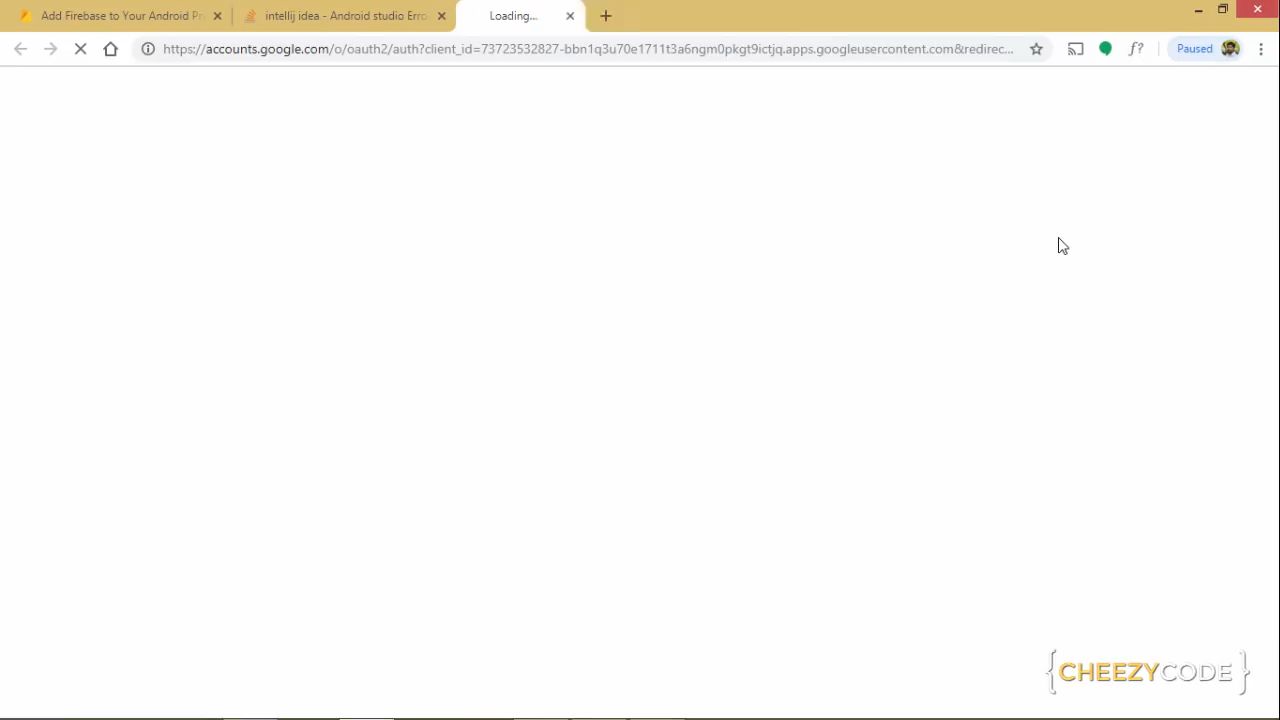 Add Firebase to Your Android Pr
intellij idea - Android studio Erro
Loading...
https://accounts.google.com/o/oauth2/auth?client_id=73723532827-bbn1q3u70e1711t3a6ngm0pkgt9ictjq.apps.googleusercontent.com&redirec...
f?
Paused
{CHEEZYCODE}